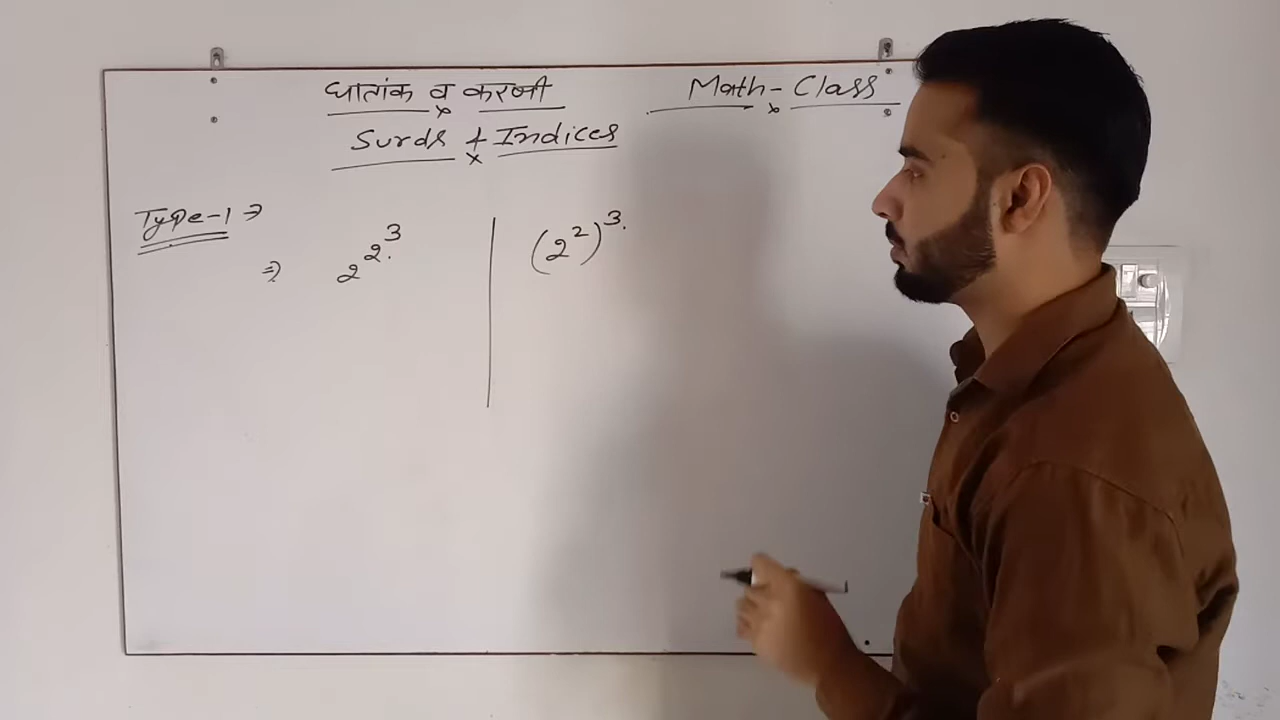 घातांक व करणी
Math-Class
Surds & Indices
Type-1 ⇒
⇒ 2^2^3
(2^2)^3